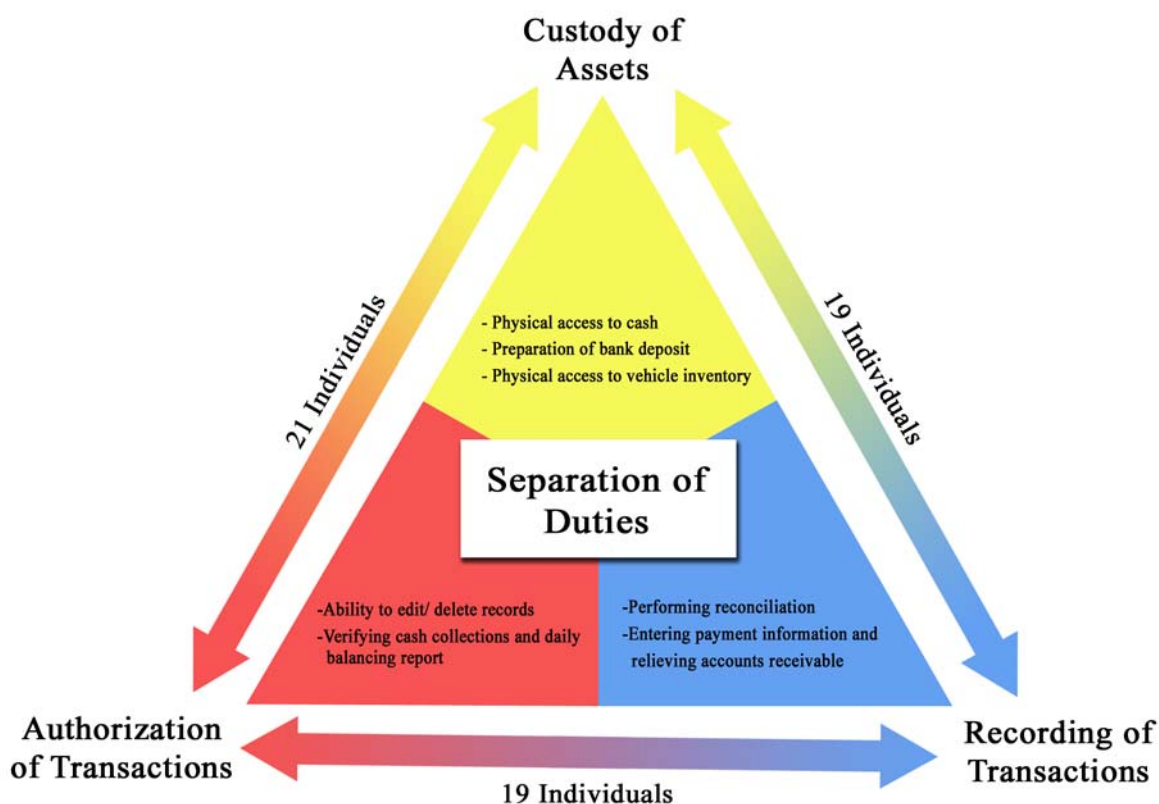 Custody of
Assets
21 Individuals
19 Individuals
- Physical access to cash
- Preparation of bank deposit
- Physical access to vehicle inventory
Separation of
Duties
-Ability to edit/ delete records
-Verifying cash collections and daily
balancing report
-Performing reconciliation
-Entering payment information and
relieving accounts receivable
Authorization
of Transactions
Recording of
Transactions
19 Individuals